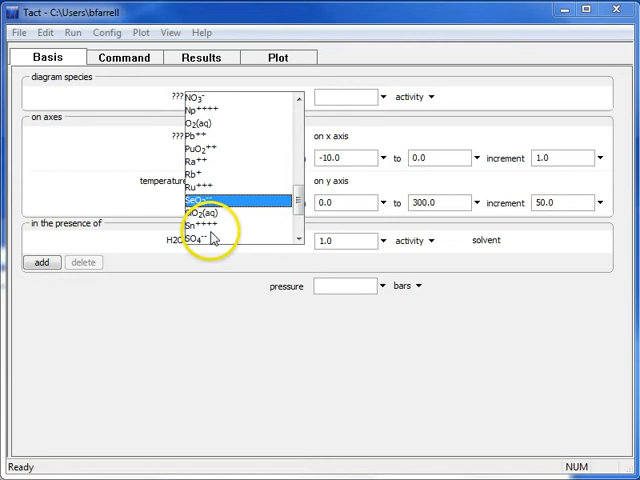 Tact - C:\Users\bfarrell
File Edit Run Config Plot View Help
Basis Command Results Plot
diagram species
??? activity
on axes
on x axis
??? -10.0 to 0.0 increment 1.0
on y axis
temperature 0.0 to 300.0 increment 50.0
in the presence of
H2O 1.0 activity solvent
add delete
pressure bars
NO₃⁻
Np⁺⁺⁺⁺
O₂(aq)
Pb⁺⁺
PuO₂⁺⁺
Ra⁺⁺
Rb⁺
Ru⁺⁺⁺
SeO₃⁻⁻
SiO₂(aq)
Sn⁺⁺⁺⁺
SO₄⁻⁻
Ready NUM